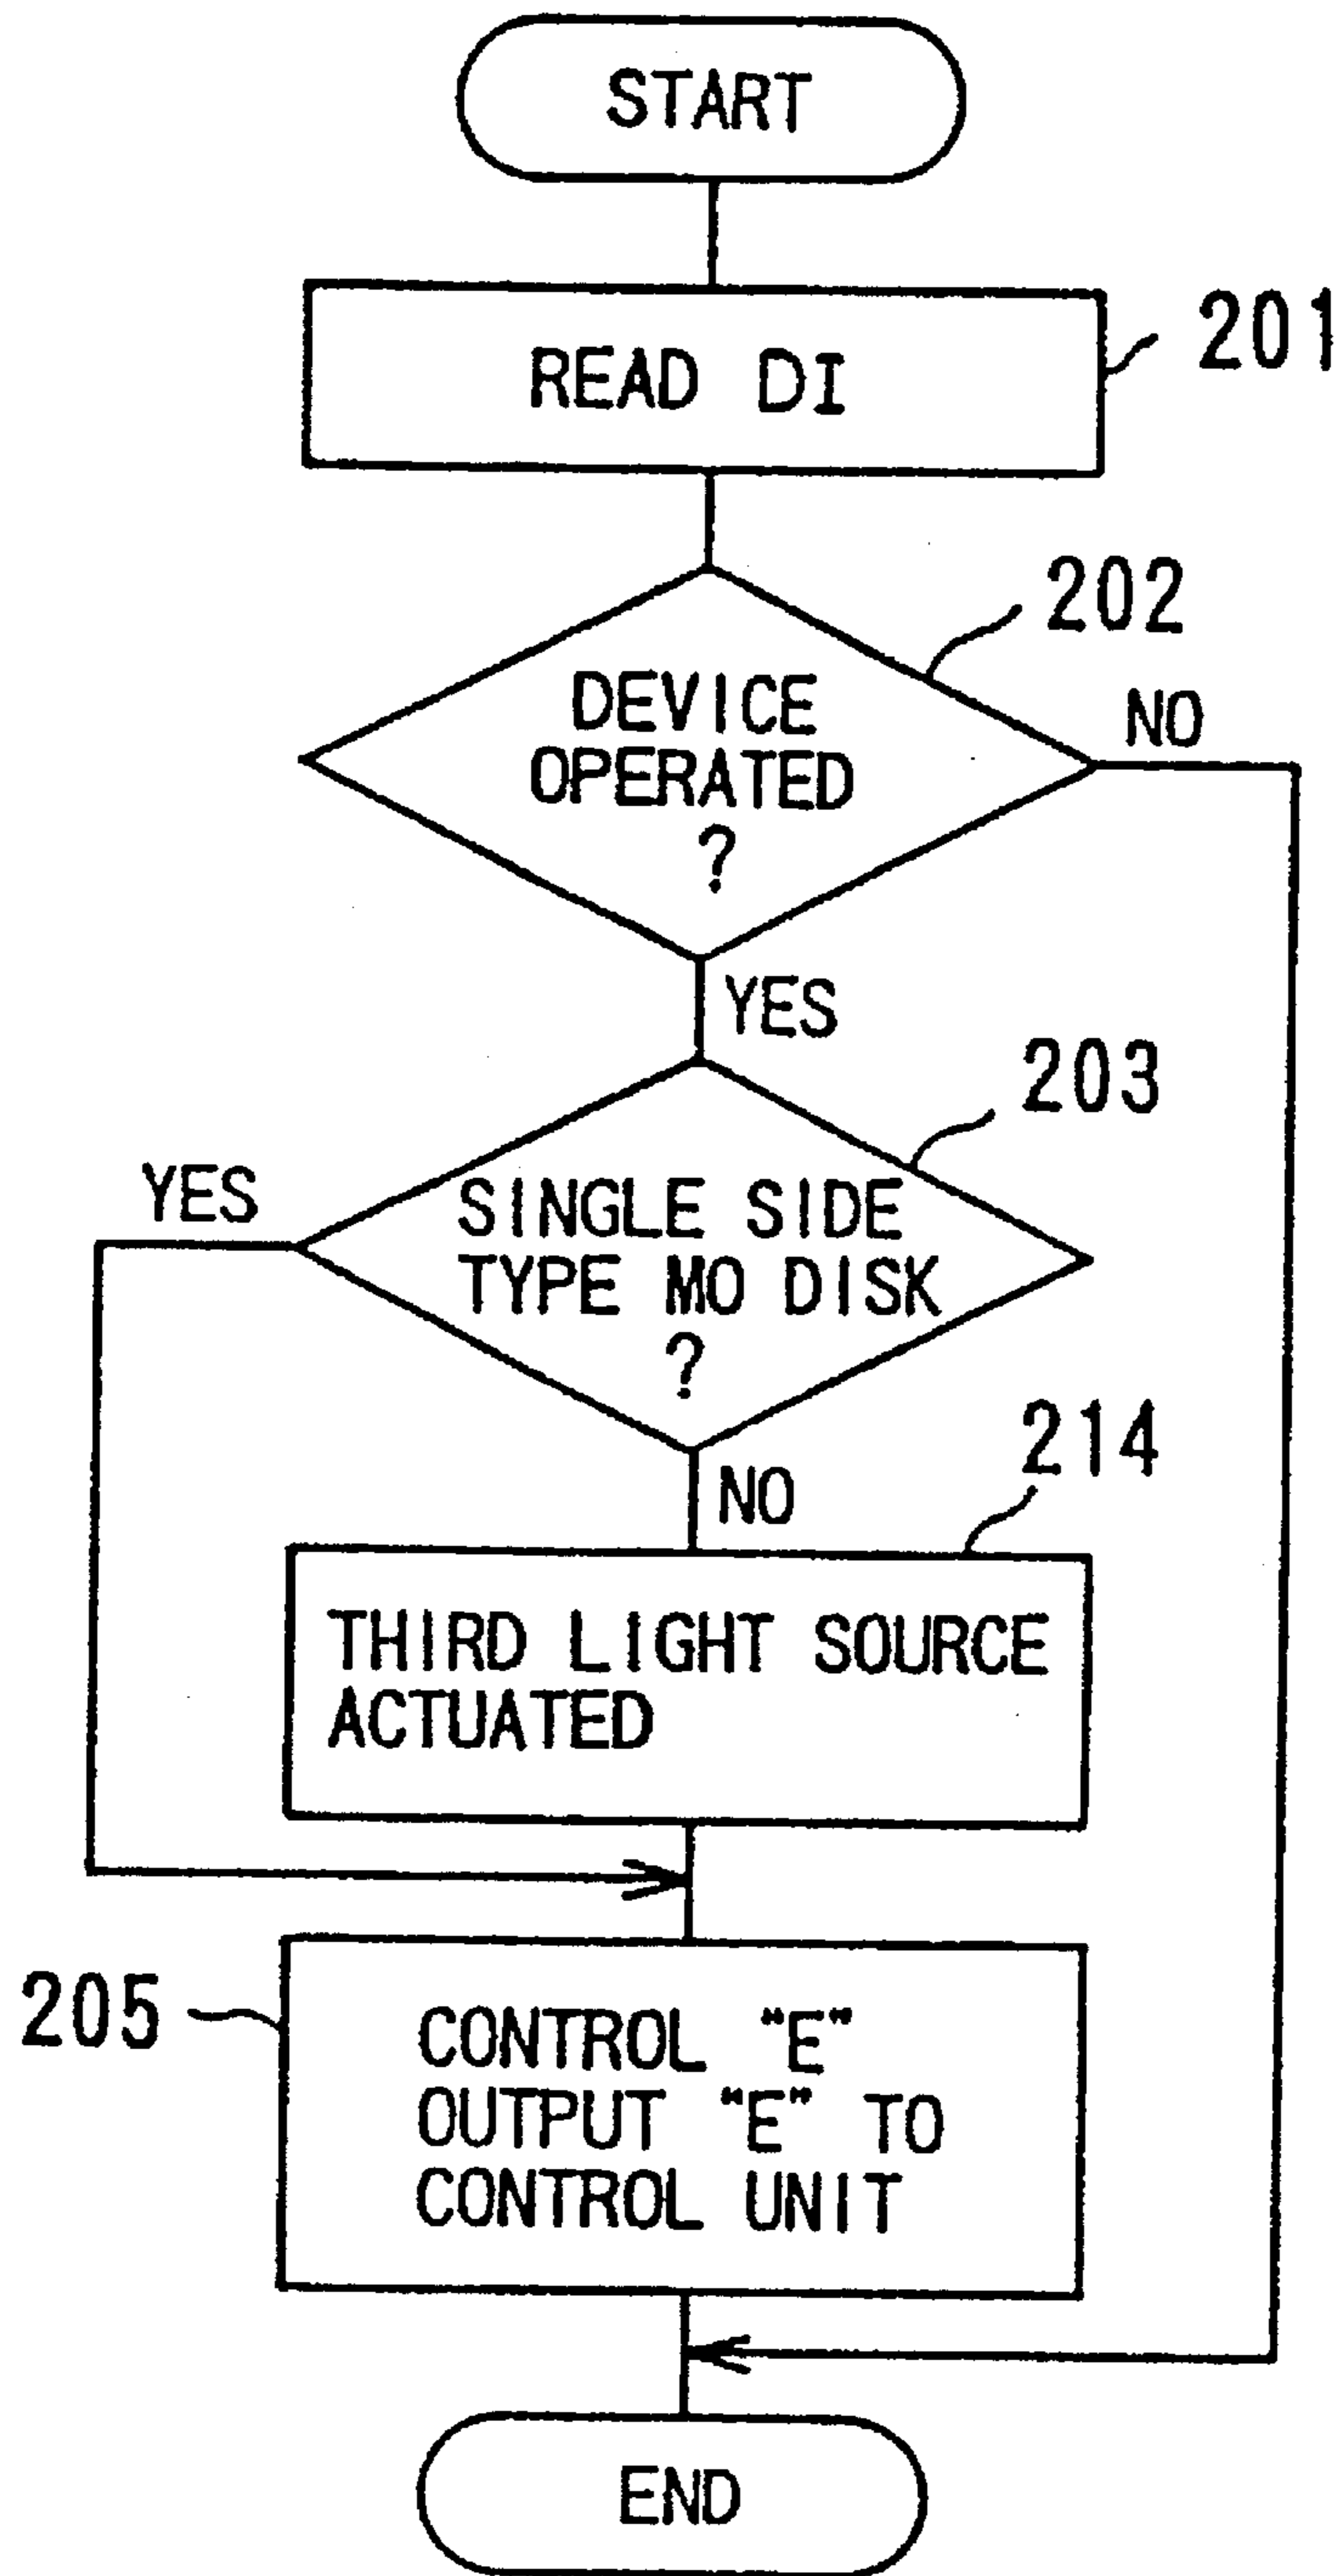 START
READ DI
201
202
DEVICE
OPERATED
?
NO
YES
203
YES
SINGLE SIDE
TYPE MO DISK
?
214
NO
THIRD LIGHT SOURCE
ACTUATED
205
CONTROL "E"
OUTPUT "E" TO
CONTROL UNIT
END